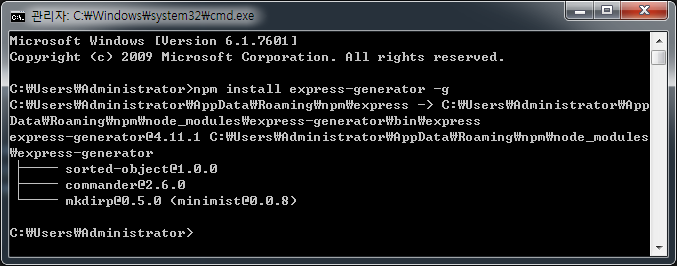 관리자: C:₩Windows₩system32₩cmd.exe
Microsoft Windows [Version 6.1.7601]
Copyright (c) 2009 Microsoft Corporation. All rights reserved.
C:₩Users₩Administrator>npm install express-generator -g
C:₩Users₩Administrator₩AppData₩Roaming₩npm₩express -> C:₩Users₩Administrator₩App
Data₩Roaming₩npm₩node_modules₩express-generator₩bin₩express
express-generator@4.11.1 C:₩Users₩Administrator₩AppData₩Roaming₩npm₩node_modules
₩express-generator
├── sorted-object@1.0.0
├── commander@2.6.0
└── mkdirp@0.5.0 (minimist@0.0.8)
C:₩Users₩Administrator>